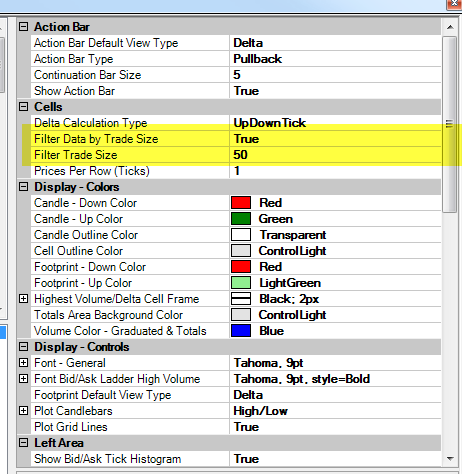 Action Bar
Action Bar Default View Type Delta
Action Bar Type Pullback
Continuation Bar Size 5
Show Action Bar True
Cells
Delta Calculation Type UpDownTick
Filter Data by Trade Size True
Filter Trade Size 50
Prices Per Row (Ticks) 1
Display - Colors
Candle - Down Color Red
Candle - Up Color Green
Candle Outline Color Transparent
Cell Outline Color ControlLight
Footprint - Down Color Red
Footprint - Up Color LightGreen
Highest Volume/Delta Cell Frame Black; 2px
Totals Area Background Color ControlLight
Volume Color - Graduated & Totals Blue
Display - Controls
Font - General Tahoma, 9pt
Font Bid/Ask Ladder High Volume Tahoma, 9pt, style=Bold
Footprint Default View Type Delta
Plot Candlebars High/Low
Plot Grid Lines True
Left Area
Show Bid/Ask Tick Histogram True